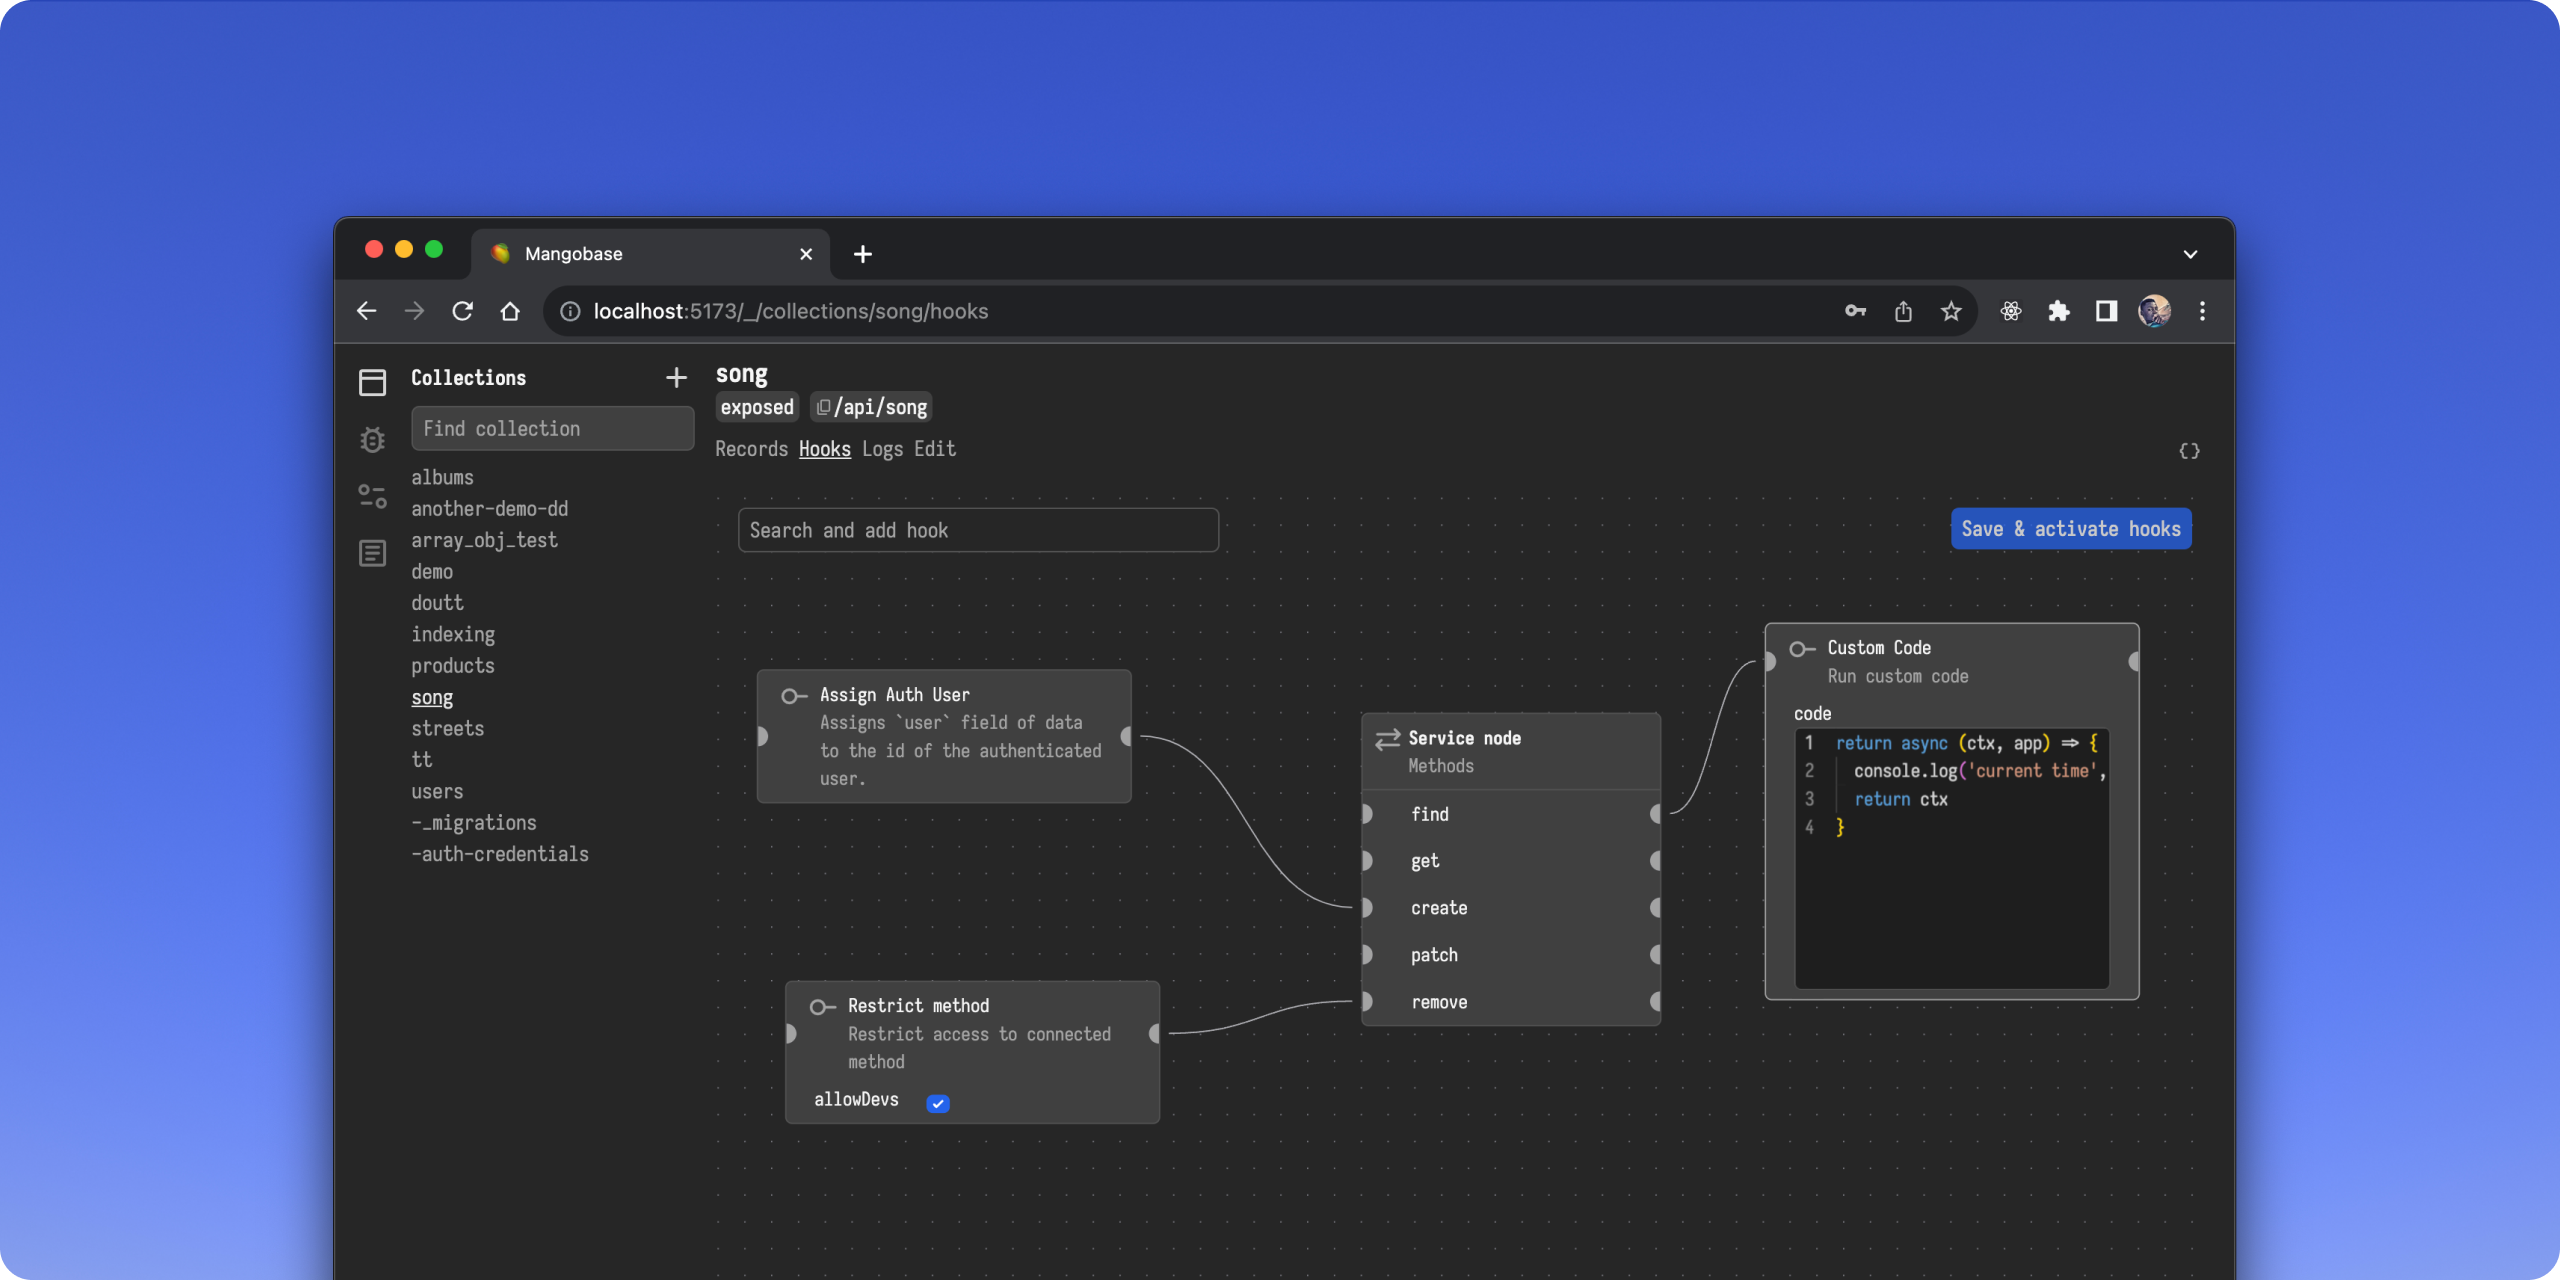 Mangobase
localhost:5173/_/collections/song/hooks
Collections
Find collection
albums
another-demo-dd
array_obj_test
demo
doutt
indexing
products
song
streets
tt
users
-_migrations
-auth-credentials
song
exposed
/api/song
Records Hooks Logs Edit
{}
Search and add hook
Save & activate hooks
Assign Auth User
Assigns `user` field of data
to the id of the authenticated
user.
Restrict method
Restrict access to connected
method
allowDevs
Service node
Methods
find
get
create
patch
remove
Custom Code
Run custom code
code
1 return async (ctx, app) => {
2 console.log('current time',
3 return ctx
4 }